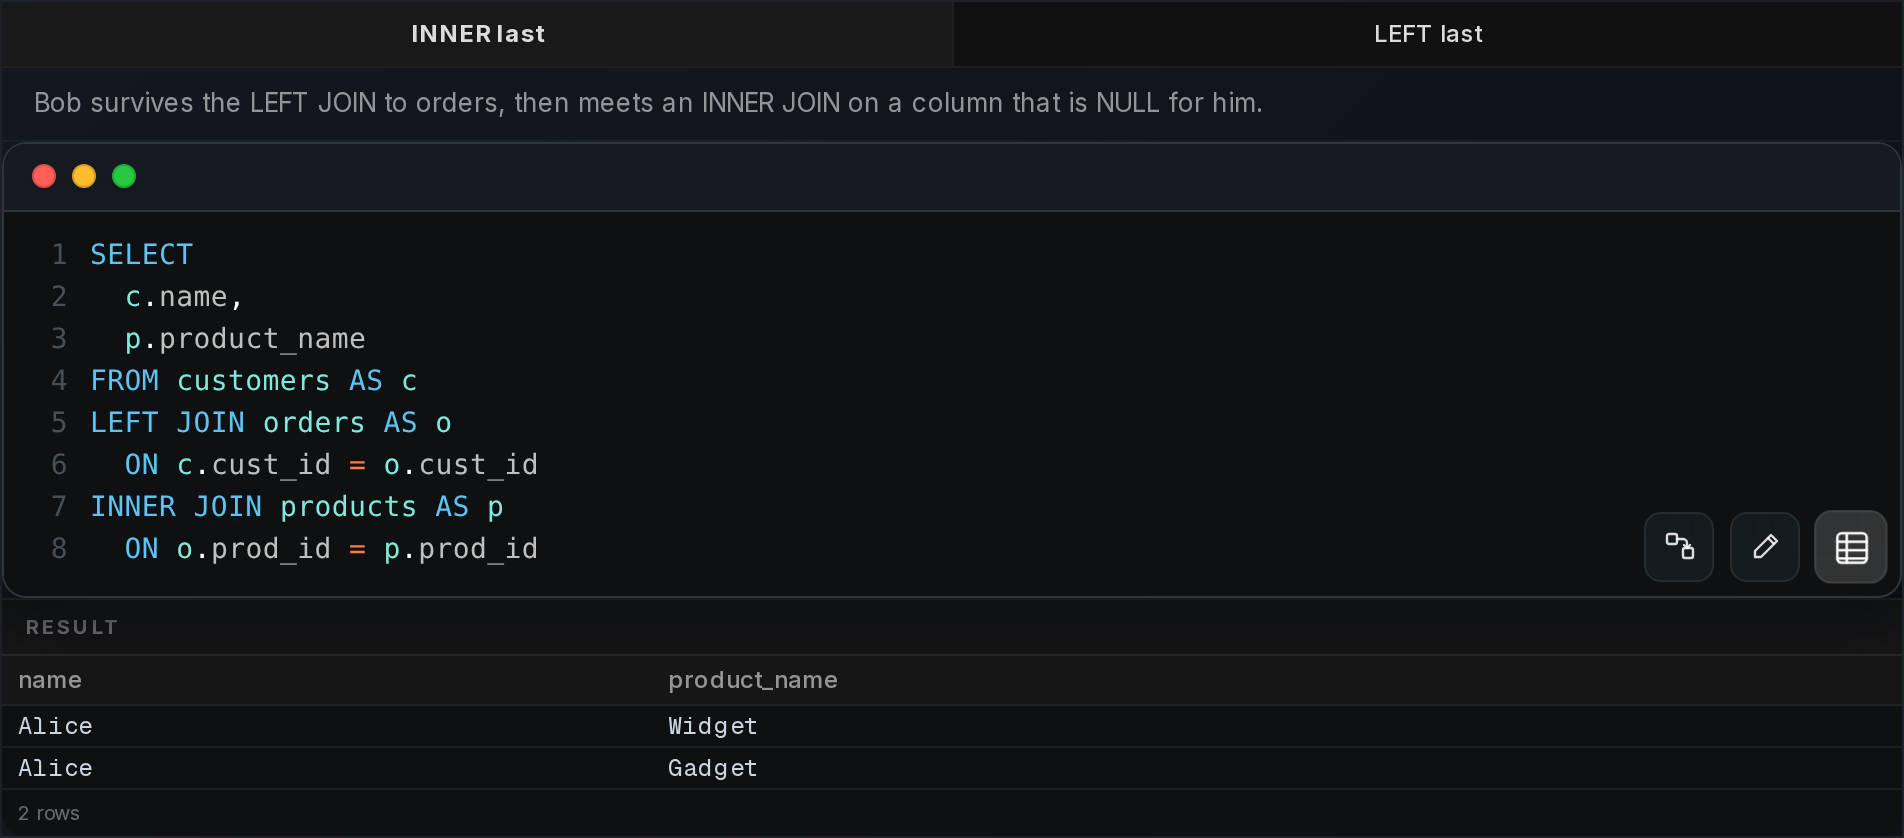 INNER last
LEFT last
Bob survives the LEFT JOIN to orders, then meets an INNER JOIN on a column that is NULL for him.
1 SELECT
2   c.name,
3   p.product_name
4 FROM customers AS c
5 LEFT JOIN orders AS o
6   ON c.cust_id = o.cust_id
7 INNER JOIN products AS p
8   ON o.prod_id = p.prod_id
RESULT
name product_name
Alice Widget
Alice Gadget
2 rows